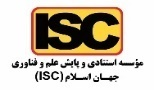 ISC
مؤسسه استنادی و پایش علم و فناوری
جهان اسلام (ISC)